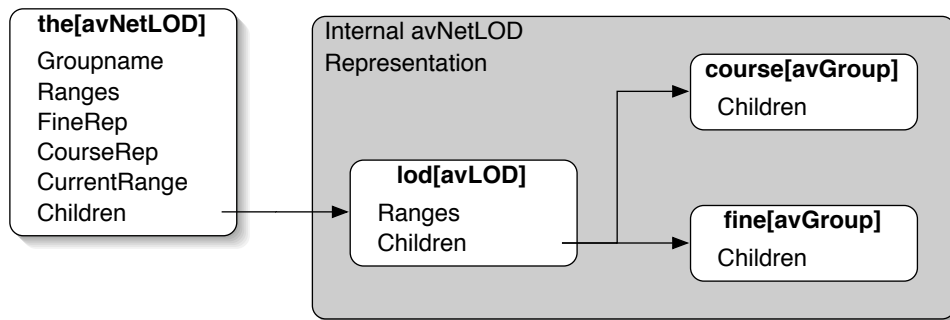 the[avNetLOD]
Groupname
Ranges
FineRep
CourseRep
CurrentRange
Children
Internal avNetLOD
Representation
lod[avLOD]
Ranges
Children
course[avGroup]
Children
fine[avGroup]
Children